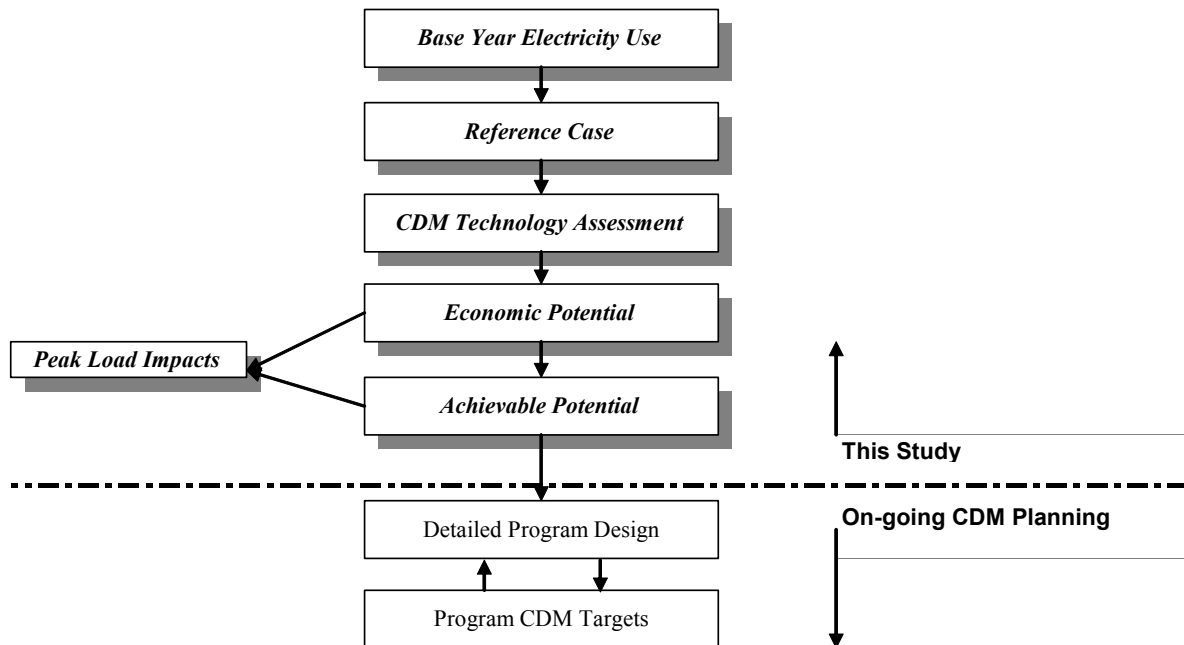 Base Year Electricity Use
Reference Case
CDM Technology Assessment
Economic Potential
Peak Load Impacts
Achievable Potential
This Study
On-going CDM Planning
Detailed Program Design
Program CDM Targets